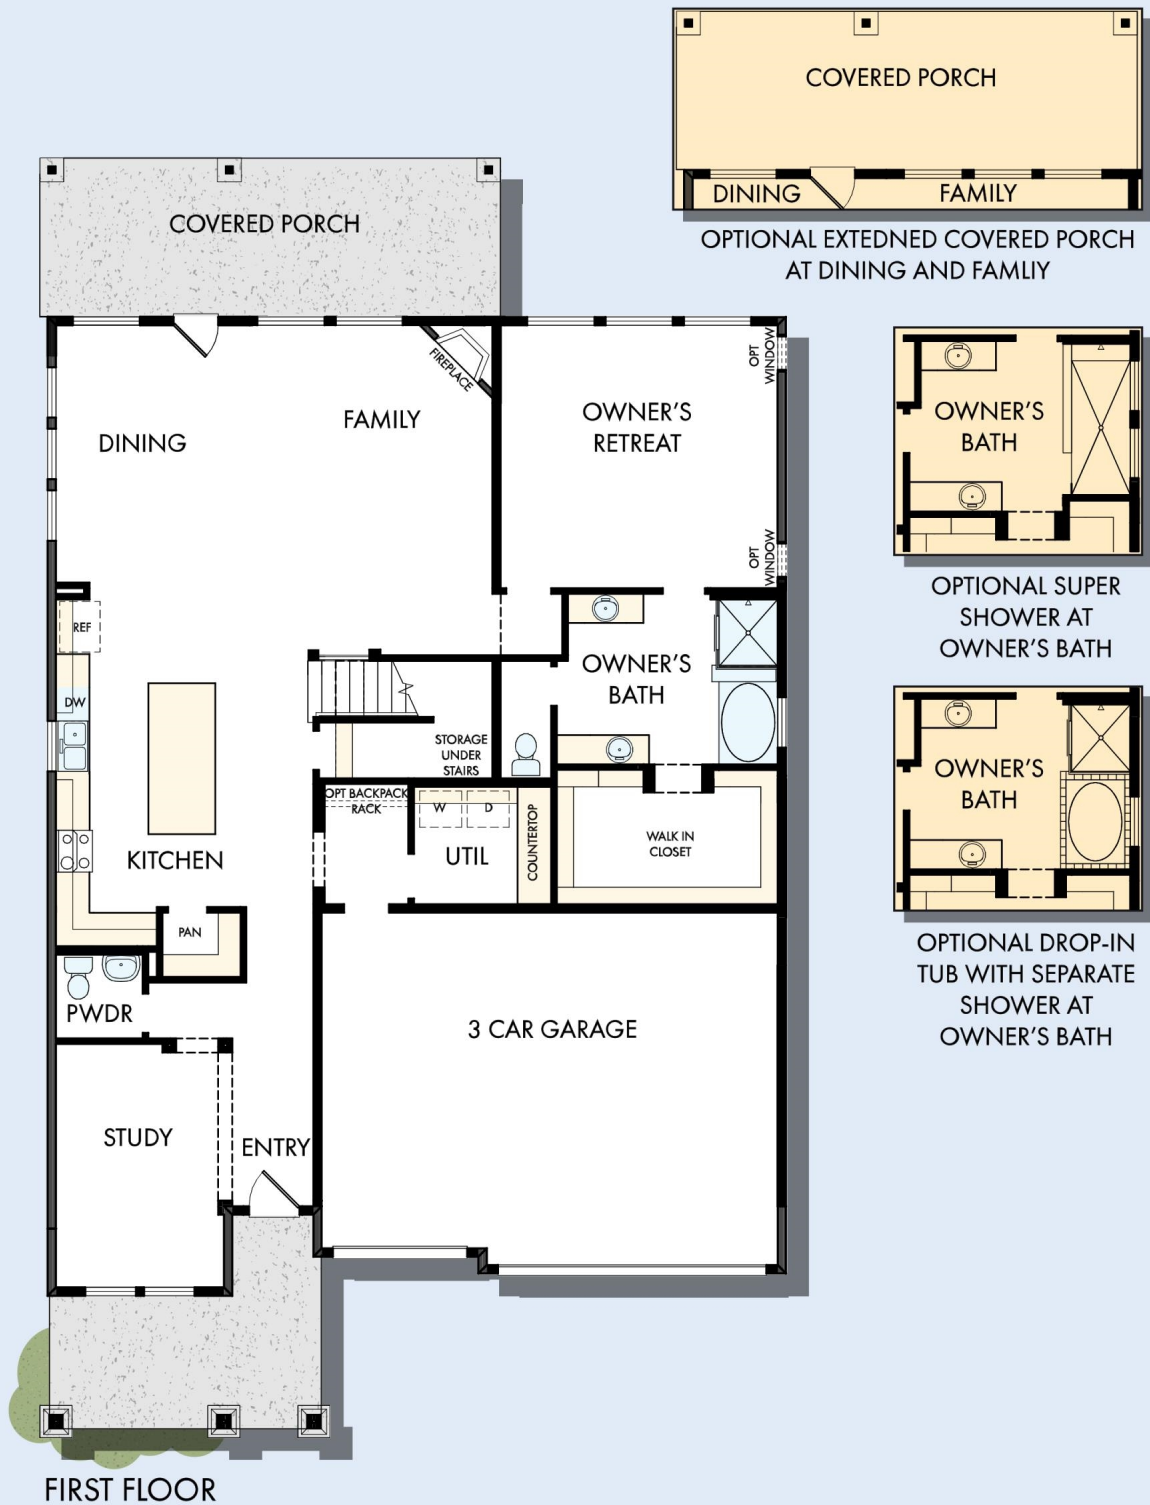 COVERED PORCH
DINING
FAMILY
OPTIONAL EXTEDNED COVERED PORCH
AT DINING AND FAMLIY
COVERED PORCH
FIREPLACE
OPT
WINDOW
DINING
FAMILY
OWNER'S
RETREAT
OPT
WINDOW
OWNER'S
BATH
OPTIONAL SUPER
SHOWER AT
OWNER'S BATH
REF
DW
OWNER'S
BATH
STORAGE
UNDER
STAIRS
OPT BACKPACK
RACK
W
D
COUNTERTOP
UTIL
WALK IN
CLOSET
KITCHEN
PAN
OWNER'S
BATH
OPTIONAL DROP-IN
TUB WITH SEPARATE
SHOWER AT
OWNER'S BATH
PWDR
3 CAR GARAGE
STUDY
ENTRY
FIRST FLOOR